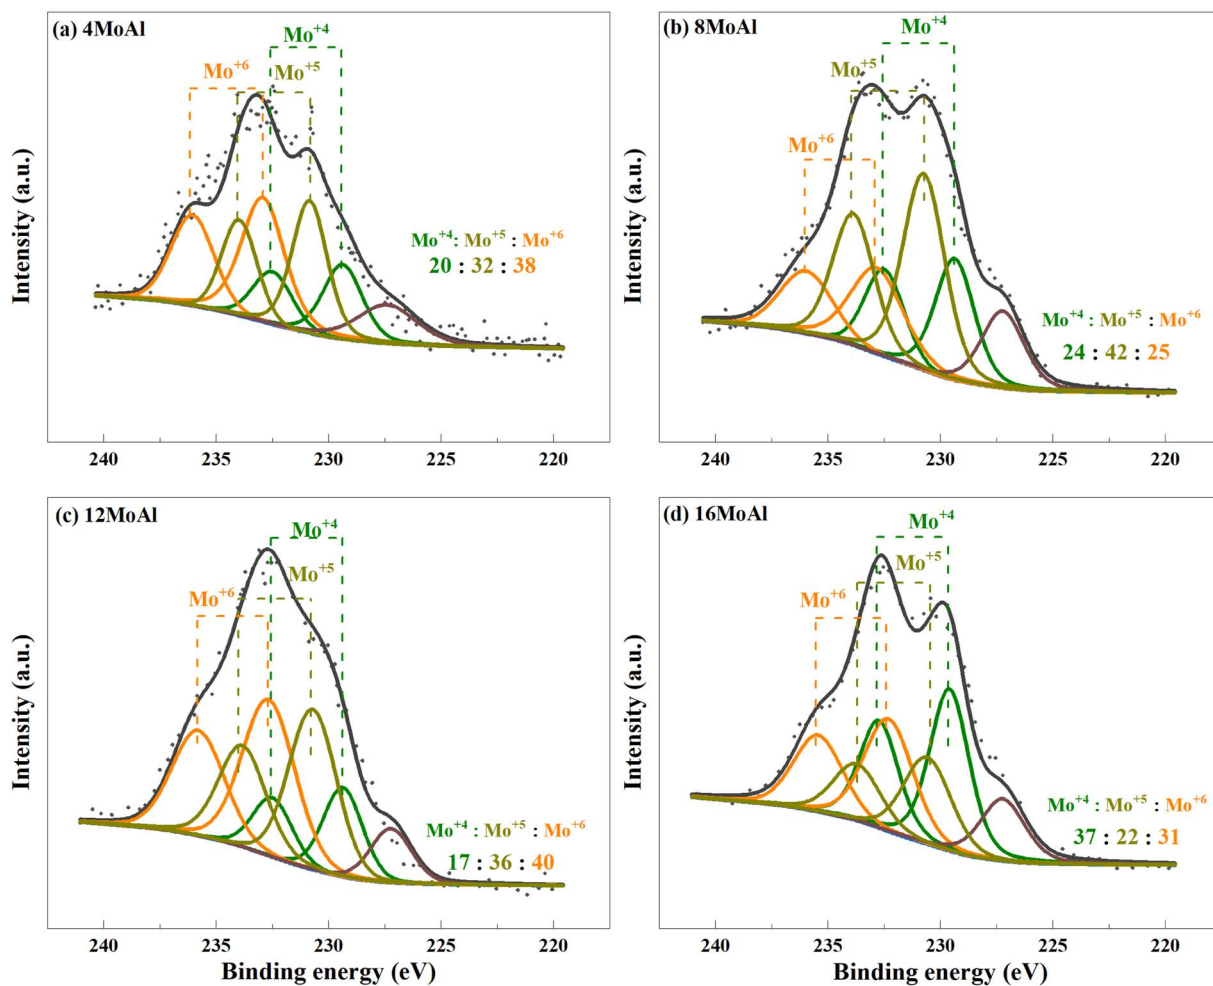 (a) 4MoAl
Mo+4
Mo+6
Mo+5
Mo+4: Mo+5 : Mo+6
20 : 32 : 38
Intensity (a.u.)
240 235 230 225 220
(b) 8MoAl
Mo+4
Mo+5
Mo+6
Mo+4 : Mo+5 : Mo+6
24 : 42 : 25
Intensity (a.u.)
240 235 230 225 220
(c) 12MoAl
Mo+4
Mo+5
Mo+6
Mo+4 : Mo+5 : Mo+6
17 : 36 : 40
Intensity (a.u.)
240 235 230 225 220
Binding energy (eV)
(d) 16MoAl
Mo+4
Mo+5
Mo+6
Mo+4 : Mo+5 : Mo+6
37 : 22 : 31
Intensity (a.u.)
240 235 230 225 220
Binding energy (eV)